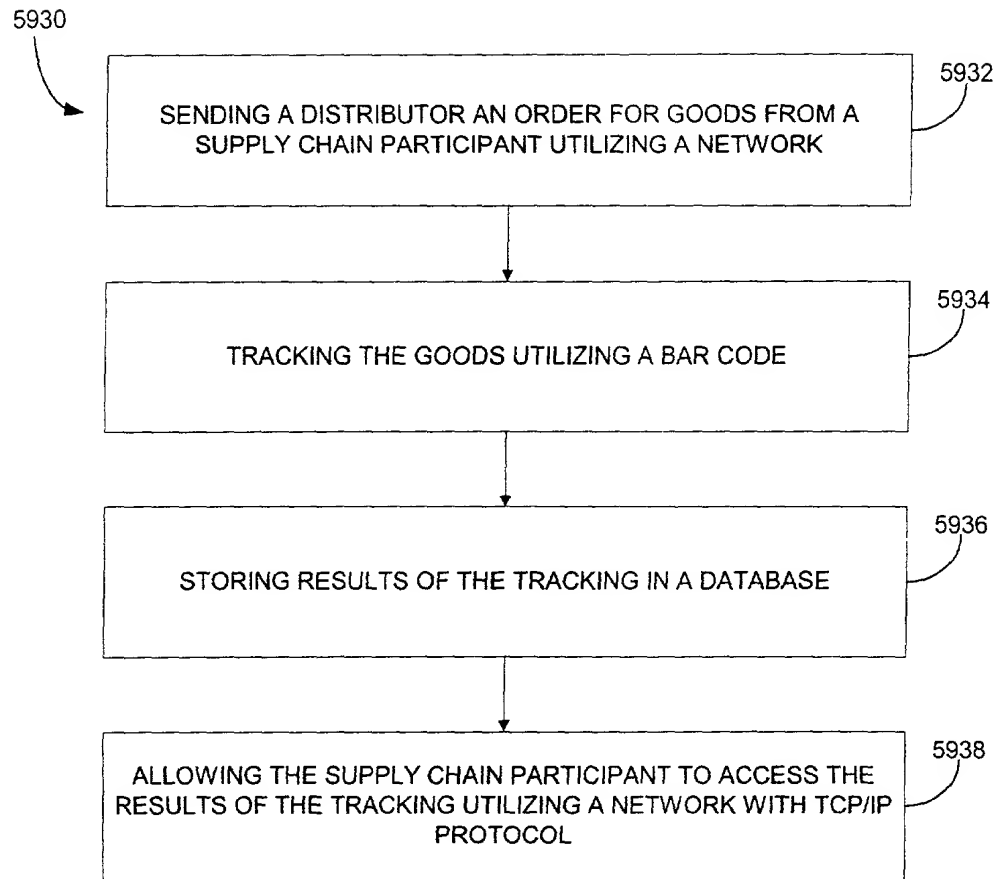 5930
5932
SENDING A DISTRIBUTOR AN ORDER FOR GOODS FROM A
SUPPLY CHAIN PARTICIPANT UTILIZING A NETWORK
5934
TRACKING THE GOODS UTILIZING A BAR CODE
5936
STORING RESULTS OF THE TRACKING IN A DATABASE
5938
ALLOWING THE SUPPLY CHAIN PARTICIPANT TO ACCESS THE
RESULTS OF THE TRACKING UTILIZING A NETWORK WITH TCP/IP
PROTOCOL